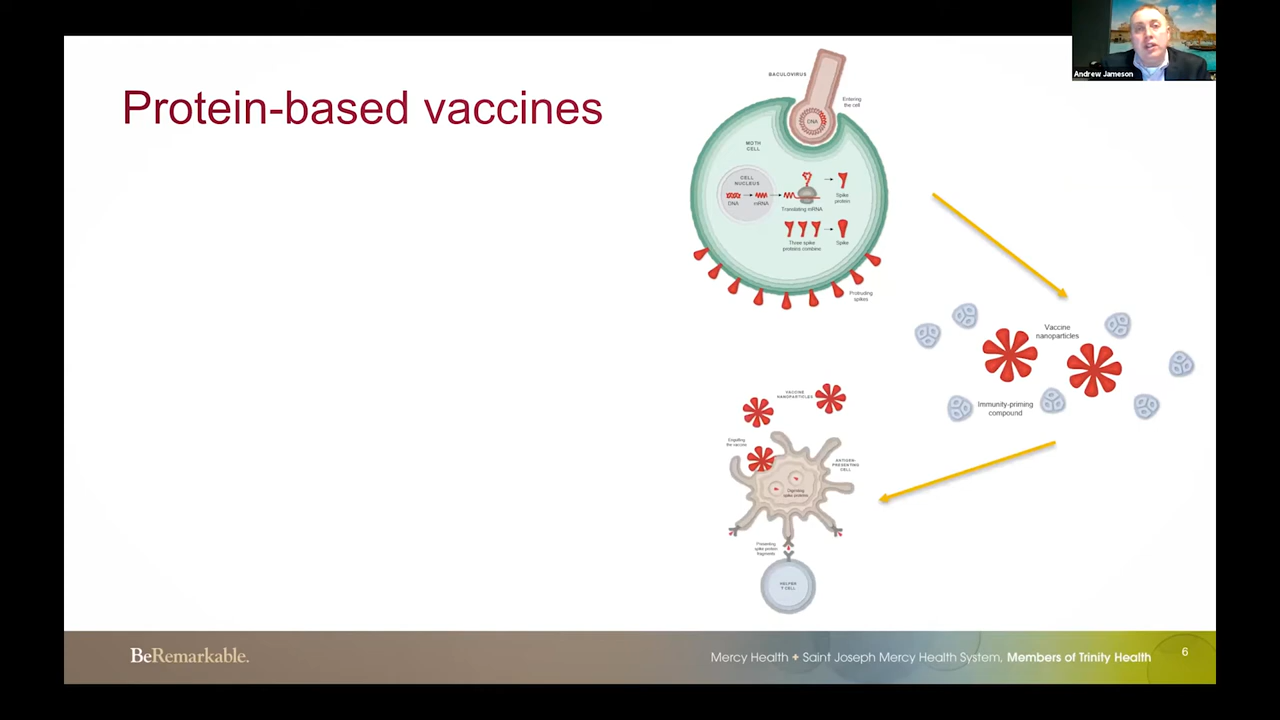 Andrew Jameson
Protein-based vaccines
BACULOVIRUS
Entering
the cell
DNA
MOTH
CELL
CELL
NUCLEUS
DNA
mRNA
Translating mRNA
Spike
protein
Three spike
proteins combine
Spike
Protruding
spikes
Vaccine
nanoparticles
Immunity-priming
compound
VACCINE
NANOPARTICLES
Engulfing
the vaccine
ANTIGEN-
PRESENTING
CELL
Digesting
spike proteins
Presenting
spike protein
fragments
HELPER
T CELL
BeRemarkable.
Mercy Health + Saint Joseph Mercy Health System, Members of Trinity Health
6